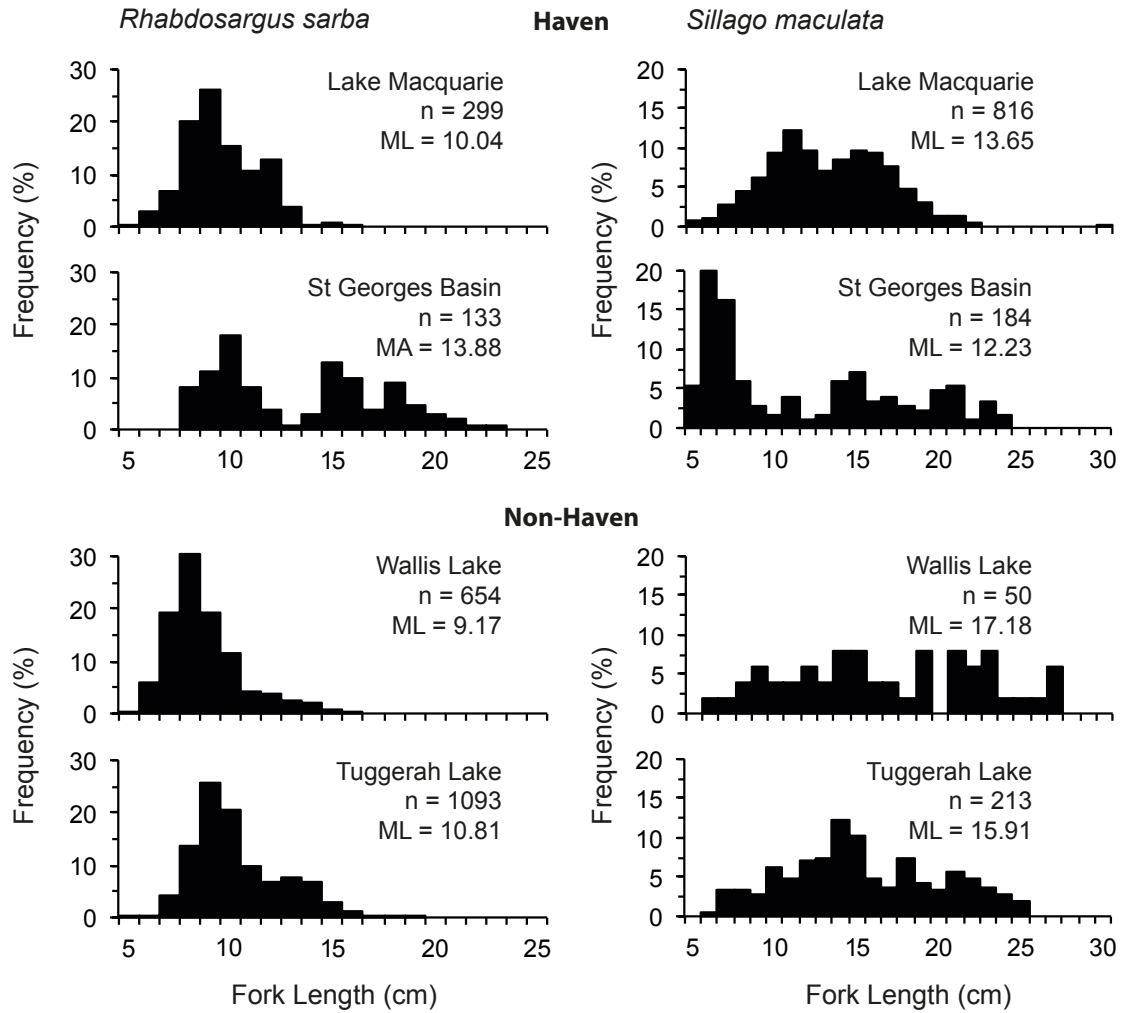 Rhabdosargus sarba
Haven
Sillago maculata
30
20
10
0
Frequency (%)
Lake Macquarie
n = 299
ML = 10.04
20
15
10
5
0
Frequency (%)
Lake Macquarie
n = 816
ML = 13.65
30
20
10
0
St Georges Basin
n = 133
MA = 13.88
5 10 15 20 25
20
15
10
5
0
St Georges Basin
n = 184
ML = 12.23
5 10 15 20 25 30
Non-Haven
30
20
10
0
Frequency (%)
Wallis Lake
n = 654
ML = 9.17
20
15
10
5
0
Frequency (%)
Wallis Lake
n = 50
ML = 17.18
30
20
10
0
Tuggerah Lake
n = 1093
ML = 10.81
5 10 15 20 25
Fork Length (cm)
20
15
10
5
0
Tuggerah Lake
n = 213
ML = 15.91
5 10 15 20 25 30
Fork Length (cm)